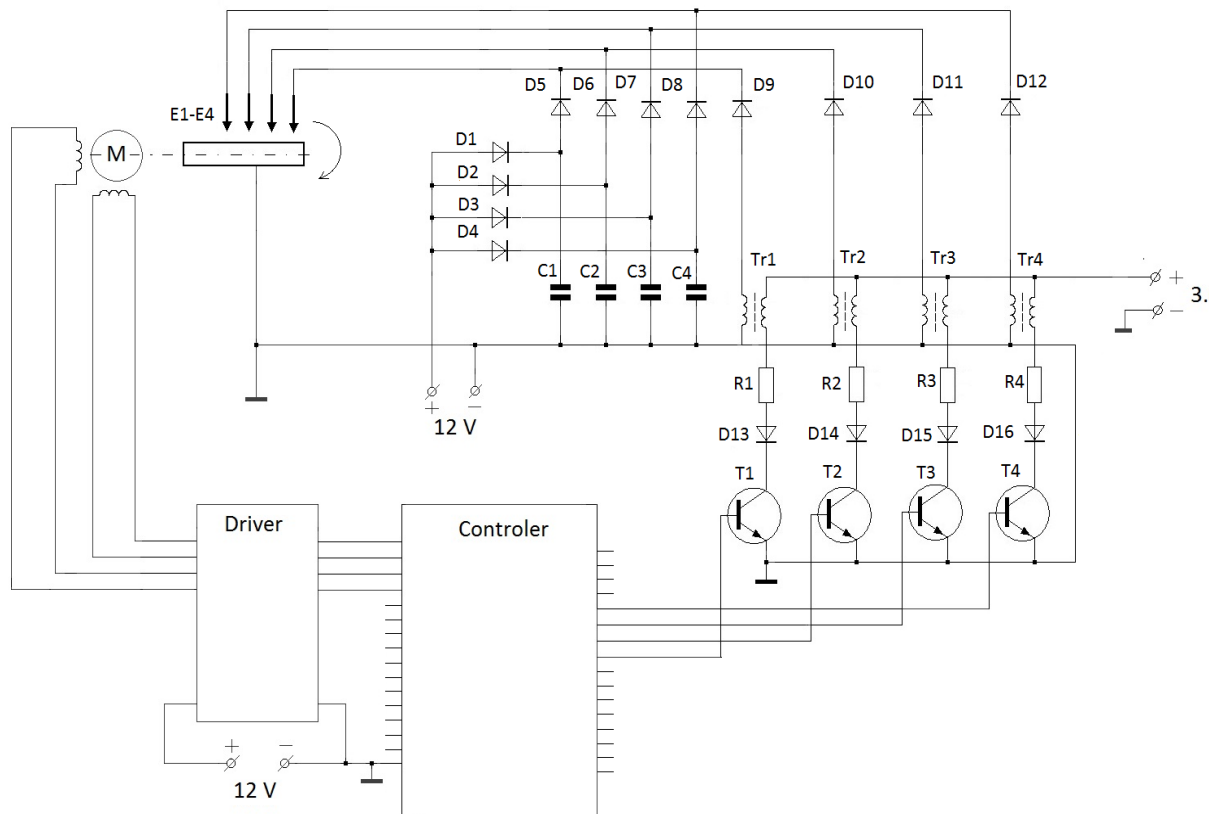 D5 D6 D7 D8 D9 D10 D11 D12
E1-E4
M
D1
D2
D3
D4
C1 C2 C3 C4
Tr1 Tr2 Tr3 Tr4
+
3.
−
R1 R2 R3 R4
+ −
12 V
D13 D14 D15 D16
T1 T2 T3 T4
Driver
Controler
+ −
12 V